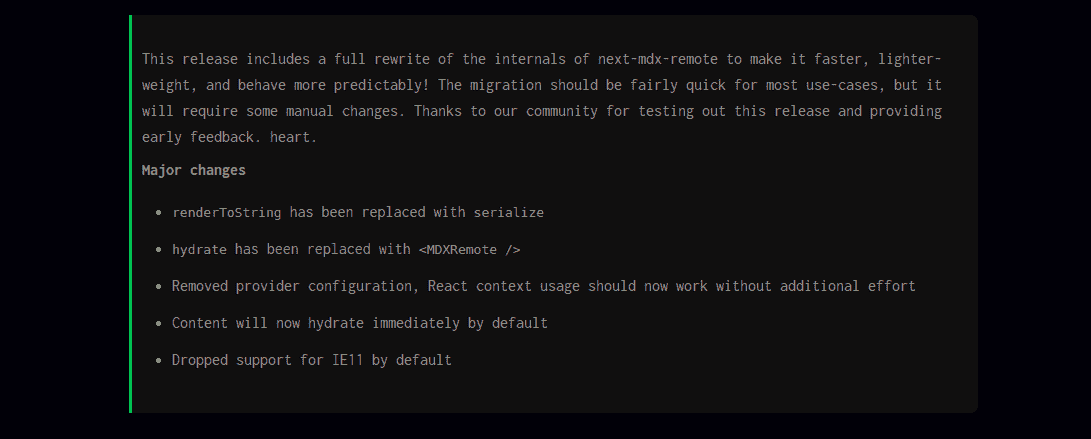 This release includes a full rewrite of the internals of next-mdx-remote to make it faster, lighter-
weight, and behave more predictably! The migration should be fairly quick for most use-cases, but it
will require some manual changes. Thanks to our community for testing out this release and providing
early feedback. heart.
Major changes
• renderToString has been replaced with serialize
• hydrate has been replaced with <MDXRemote />
• Removed provider configuration, React context usage should now work without additional effort
• Content will now hydrate immediately by default
• Dropped support for IE11 by default